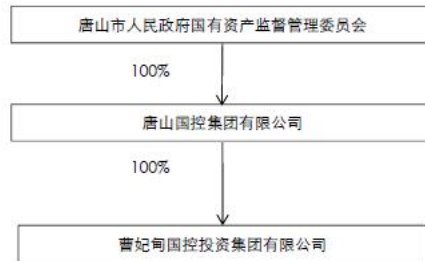 唐山市人民政府国有资产监督管理委员会
100%
唐山国控集团有限公司
100%
曹妃甸国控投资集团有限公司